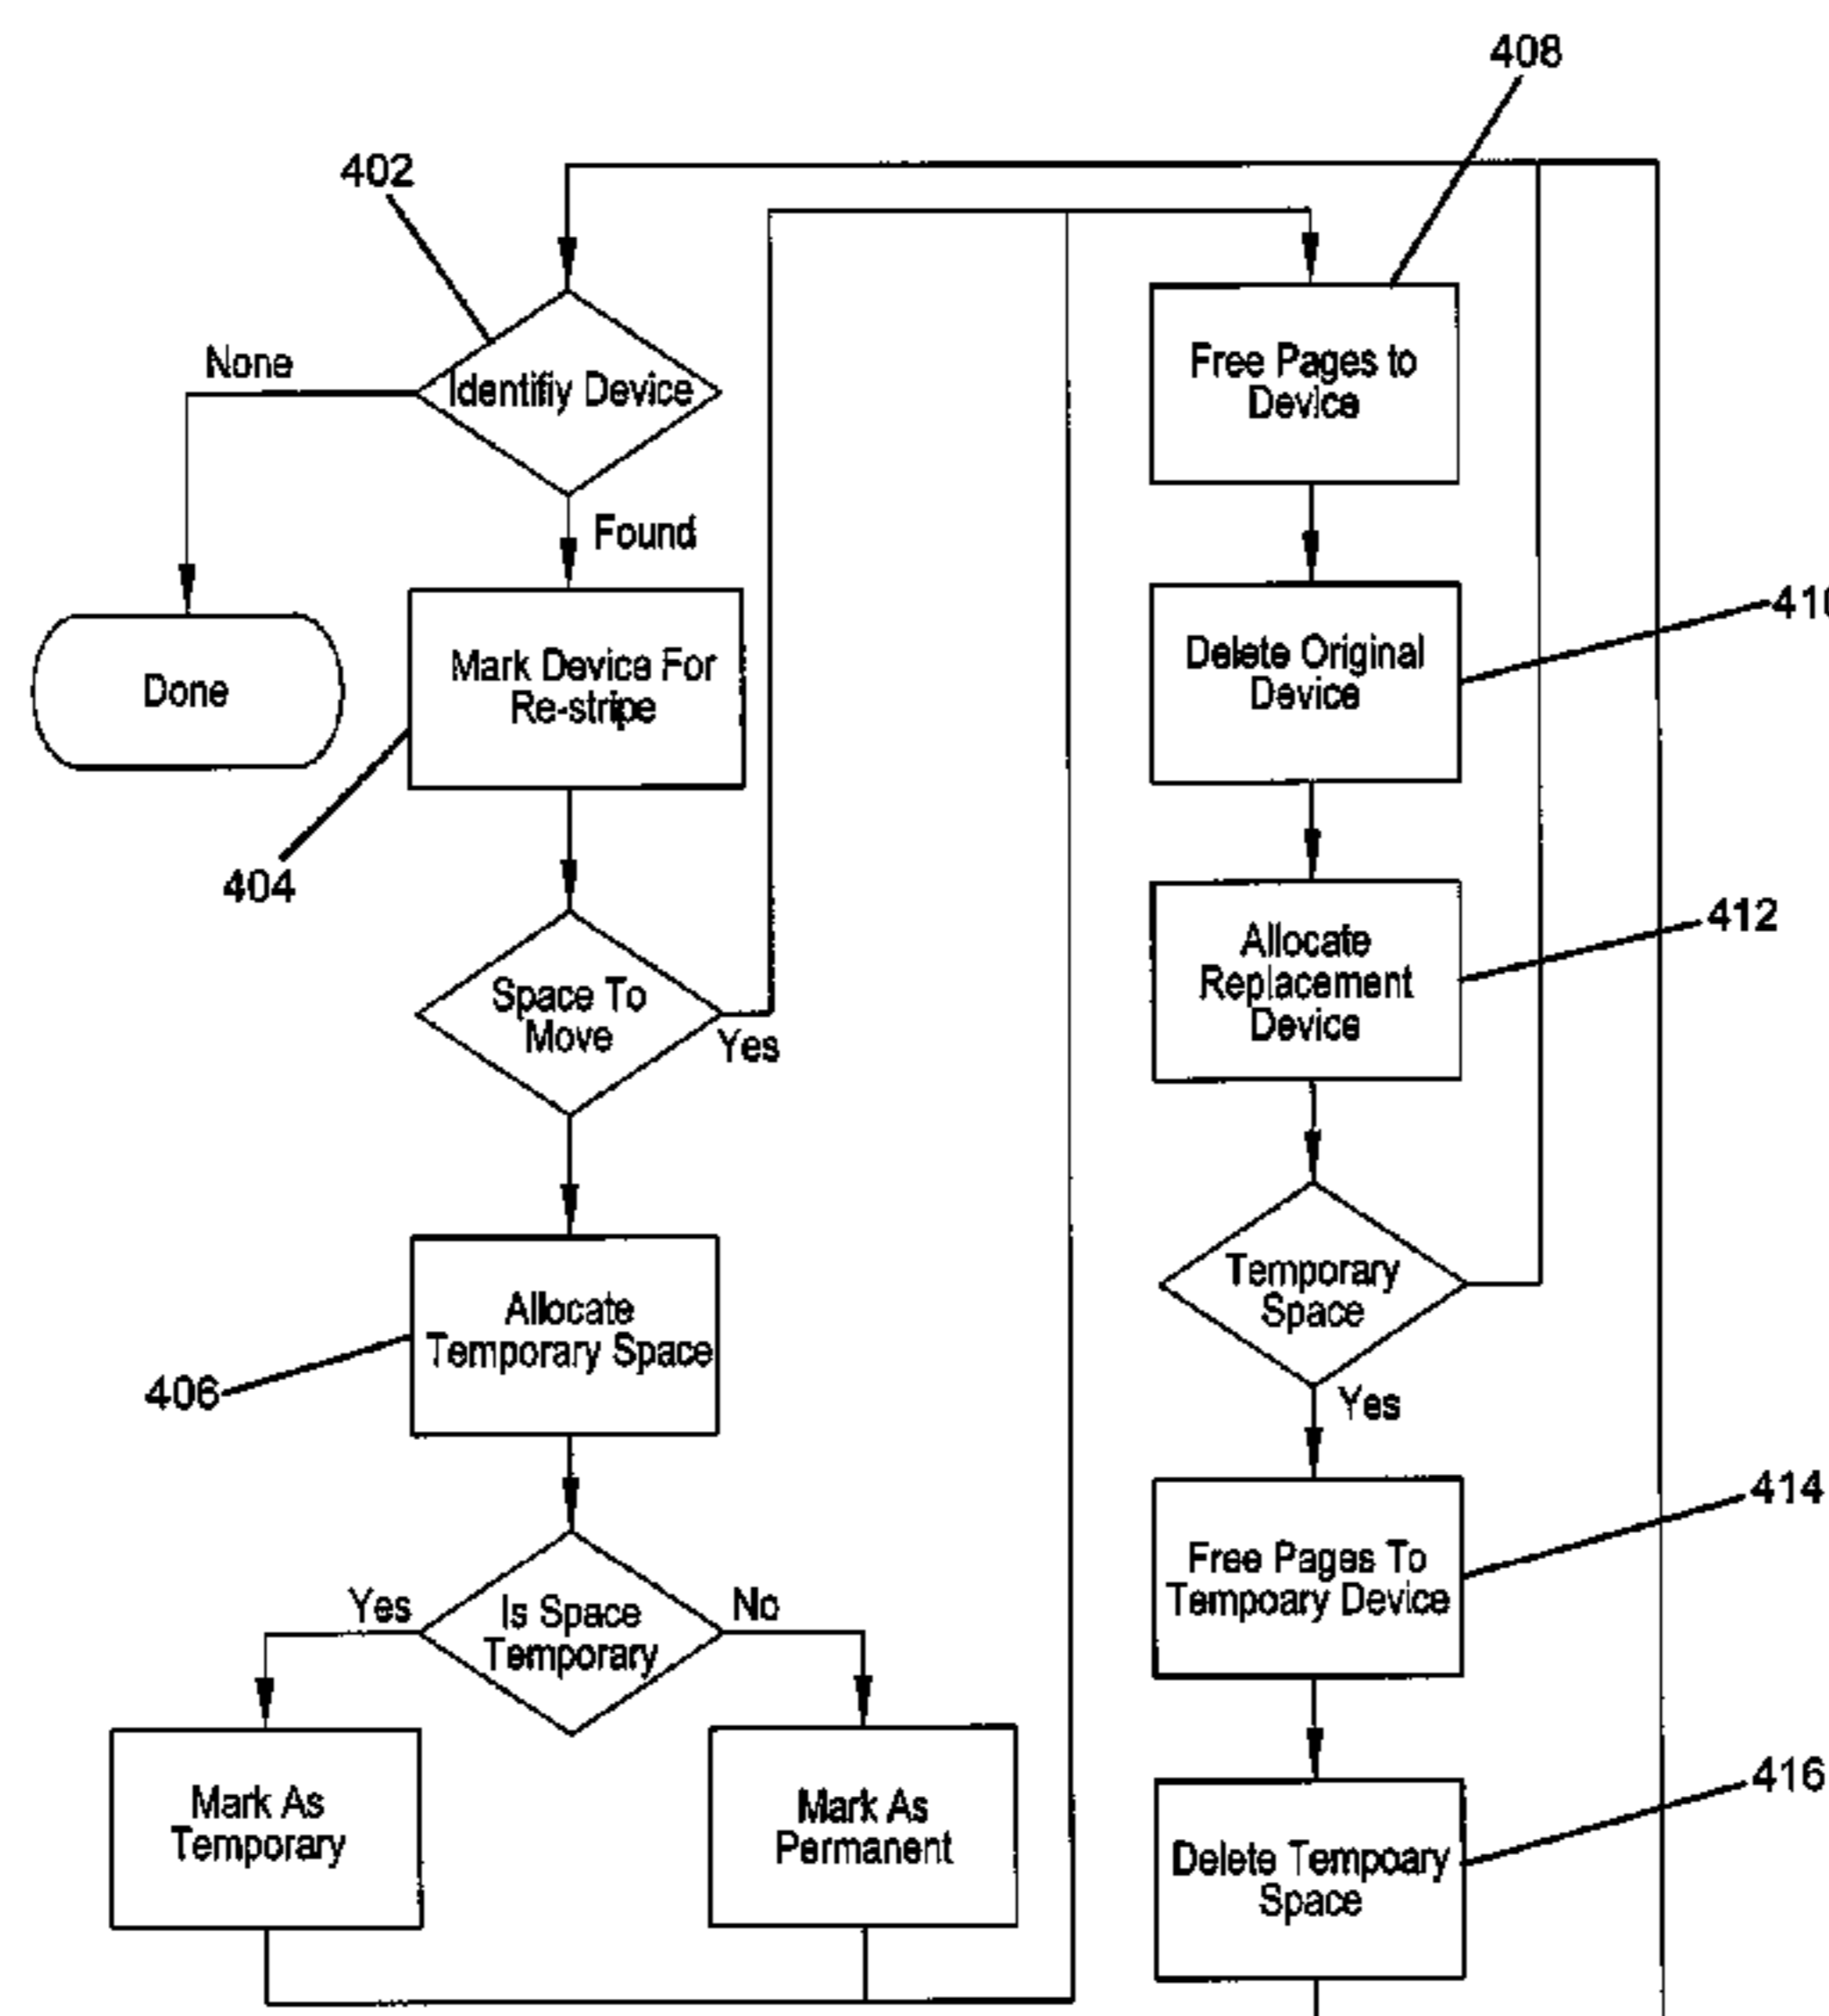 408
402
None
Identifiy Device
Found
Done
Mark Device For
Re-stripe
404
Space To
Move
Yes
Allocate
Temporary Space
406
Is Space
Temporary
Yes
No
Mark As
Temporary
Mark As
Permanent
Free Pages to
Device
Delete Original
Device
410
Allocate
Replacement
Device
412
Temporary
Space
Yes
Free Pages To
Tempoary Device
414
Delete Tempoary
Space
416